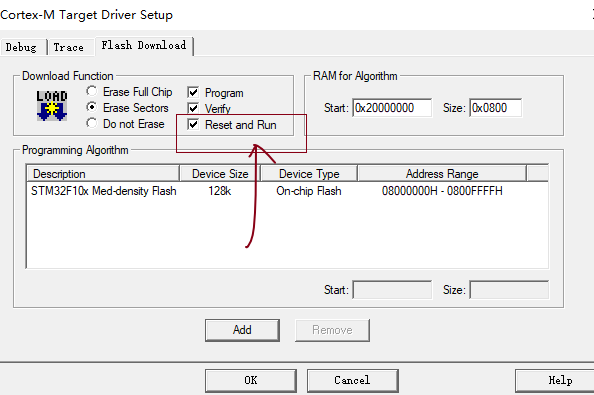 Cortex-M Target Driver Setup
Debug Trace Flash Download
Download Function
LOAD
Erase Full Chip
Erase Sectors
Do not Erase
Program
Verify
Reset and Run
RAM for Algorithm
Start: 0x20000000 Size: 0x0800
Programming Algorithm
Description Device Size Device Type Address Range
STM32F10x Med-density Flash 128k On-chip Flash 08000000H - 0800FFFFH
Start: Size:
Add Remove
OK Cancel Help